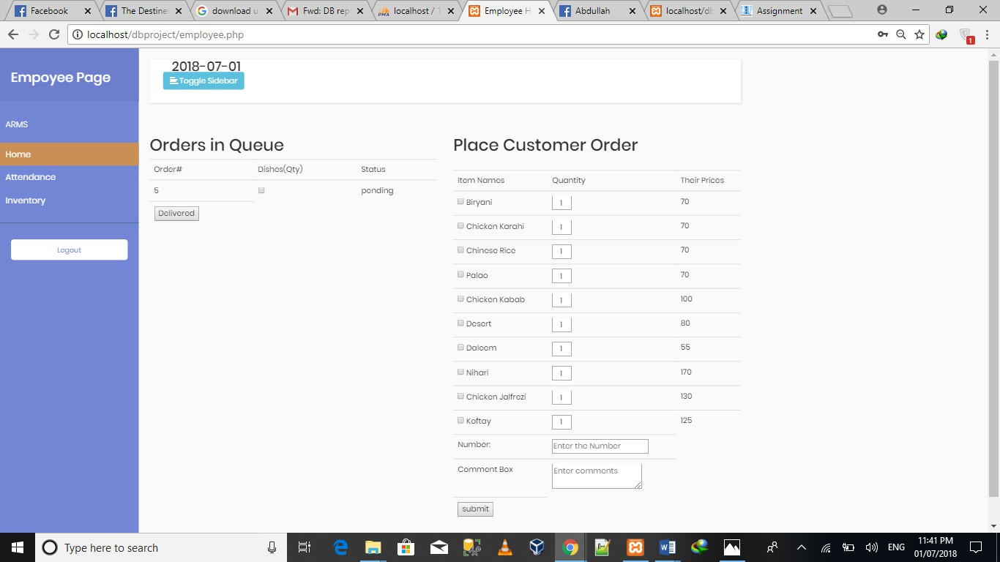 Facebook
The Destine
download u
Fwd: DB rep
localhost /
Employee H
Abdullah
localhost/db
Assignment
localhost/dbproject/employee.php
1
Empoyee Page
ARMS
Home
Attendance
Inventory
Logout
2018-07-01
Toggle Sidebar
Orders in Queue
Order# Dishes(Qty) Status
5 pending
Delivered
Place Customer Order
Item Names Quantity Their Prices
Biryani 1 70
Chicken Karahi 1 70
Chinese Rice 1 70
Palao 1 70
Chicken Kabab 1 100
Desert 1 80
Daleem 1 55
Nihari 1 170
Chicken Jalfrezi 1 130
Koftay 1 125
Number: Enter the Number
Comment Box Enter comments
submit
Type here to search
ENG
11:41 PM
01/07/2018